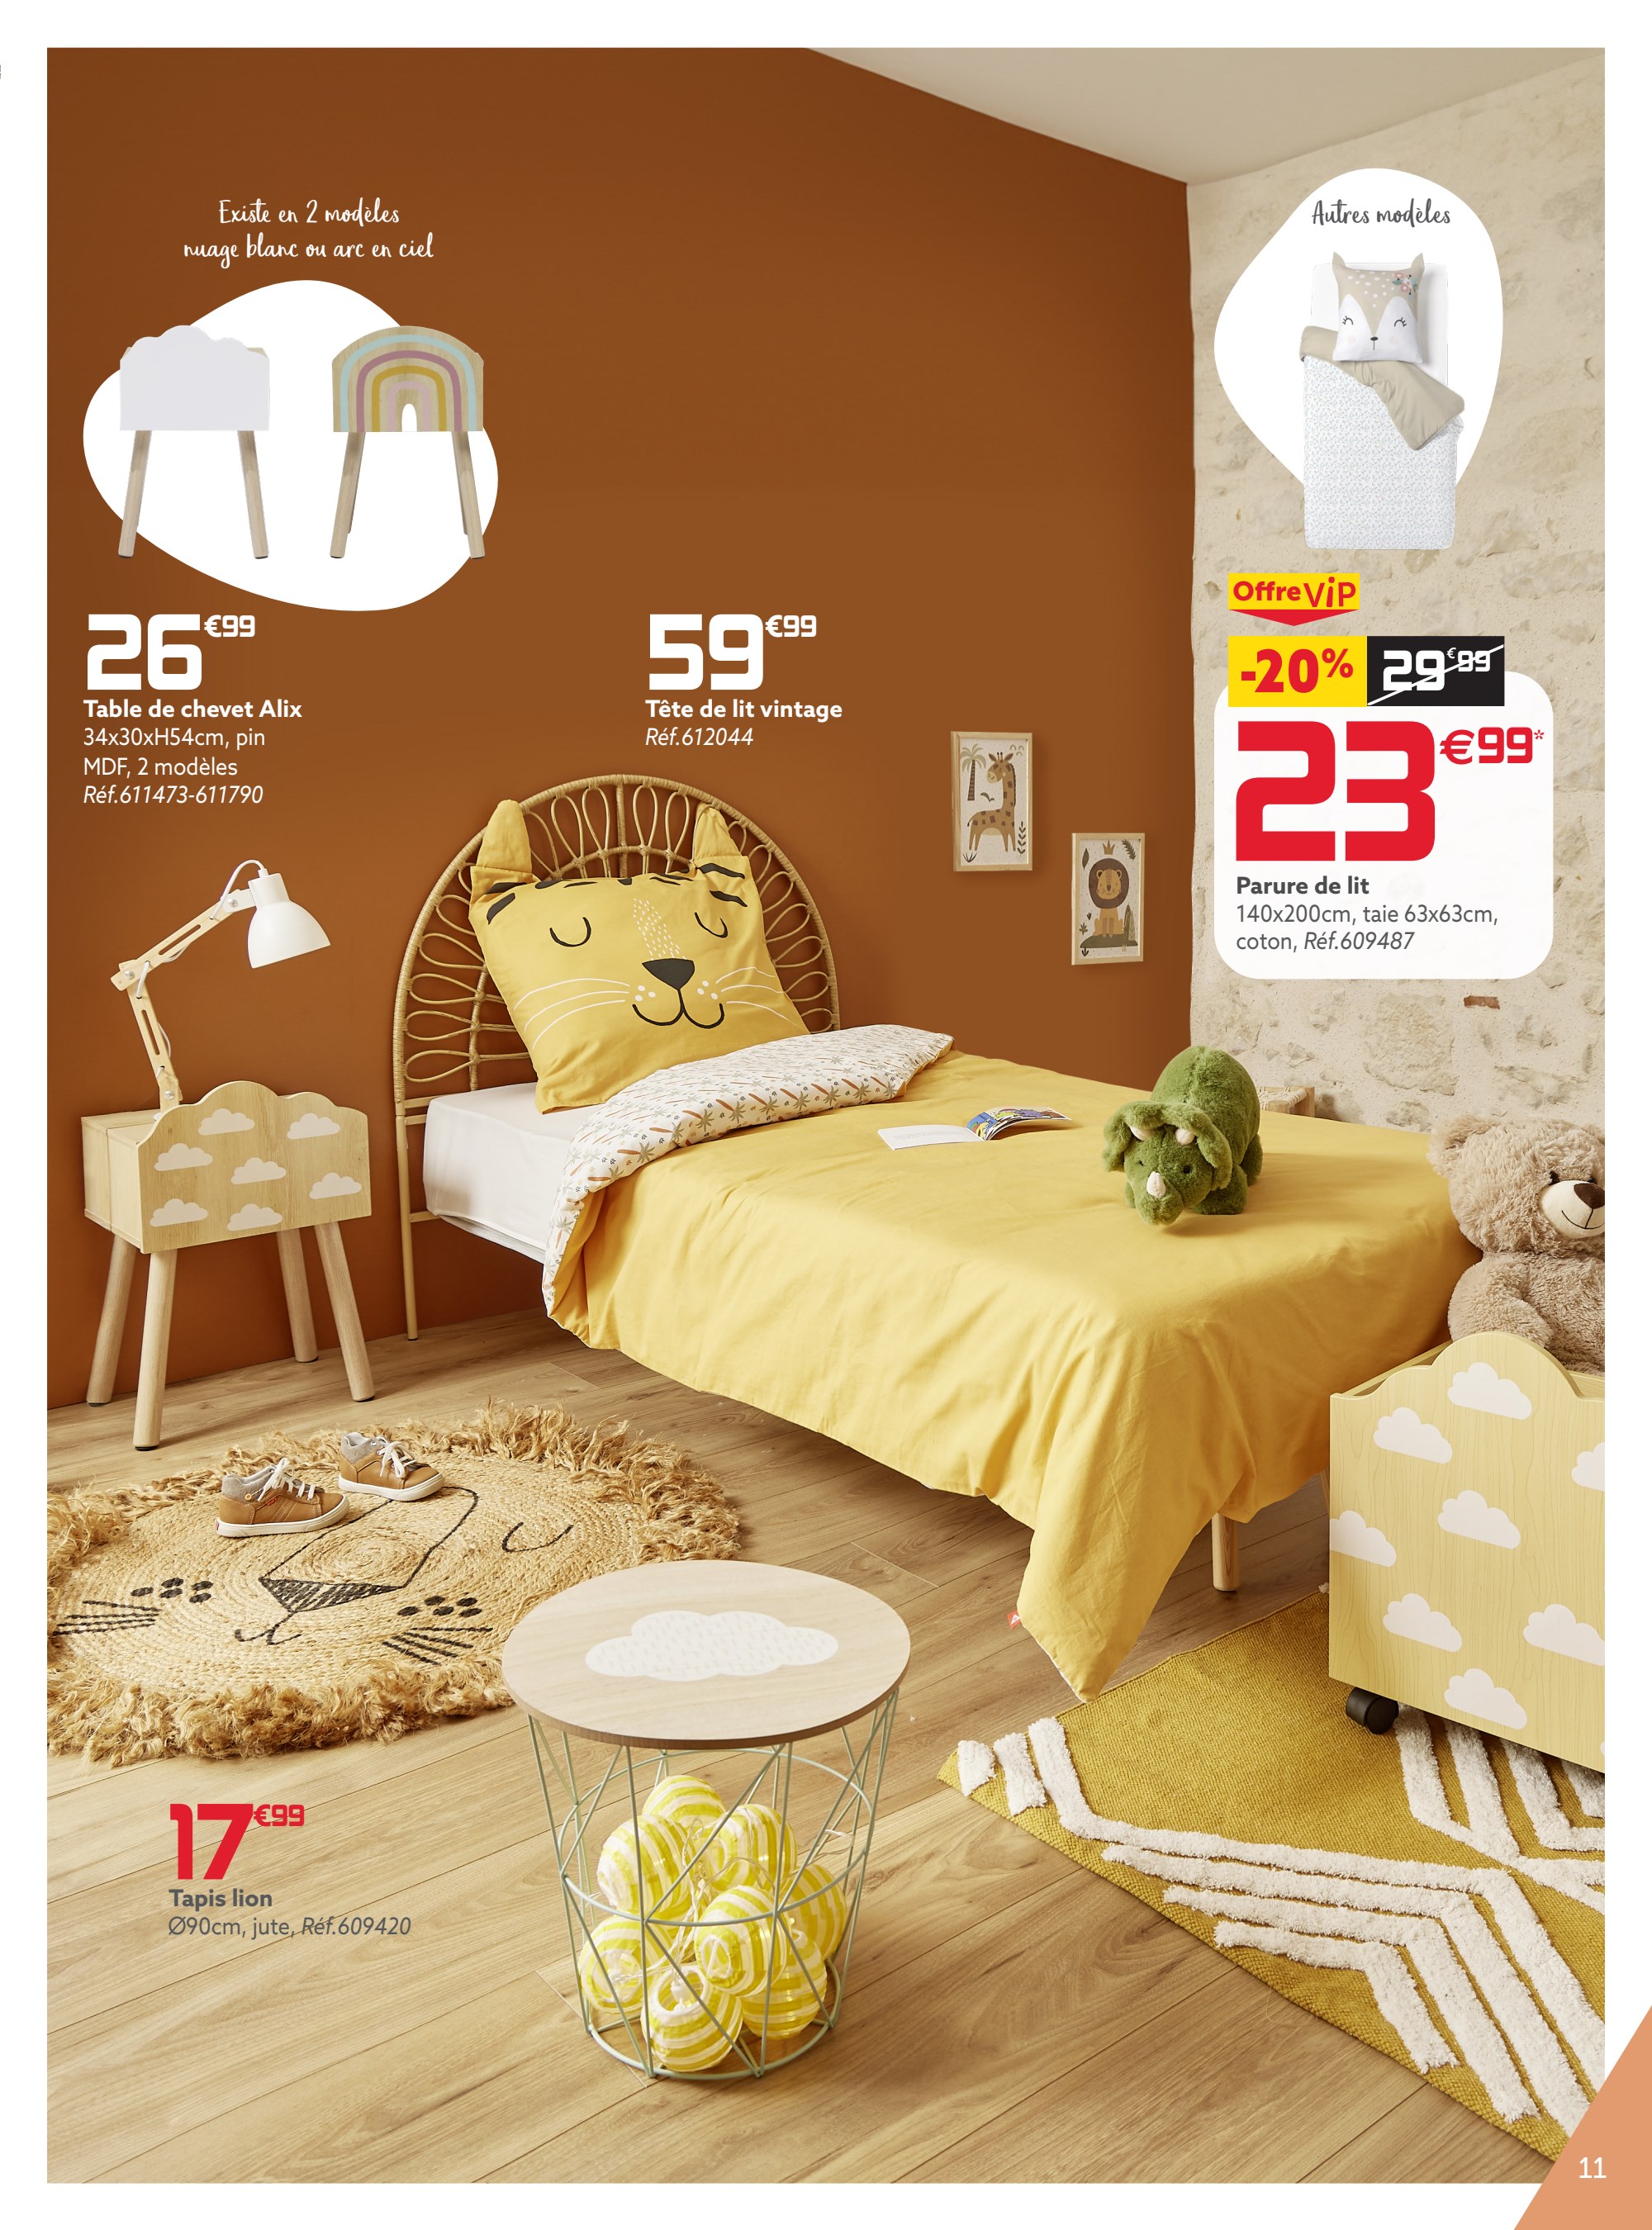 Existe en 2 modèles
nuage blanc ou arc en ciel
26€99
Table de chevet Alix
34x30xH54cm, pin
MDF, 2 modèles
Réf.611473-611790
59€99
Tête de lit vintage
Réf.612044
Autres modèles
Offre ViP
-20% 29€99
23€99*
Parure de lit
140x200cm, taie 63x63cm,
coton, Réf.609487
17€99
Tapis lion
Ø90cm, jute, Réf.609420
11